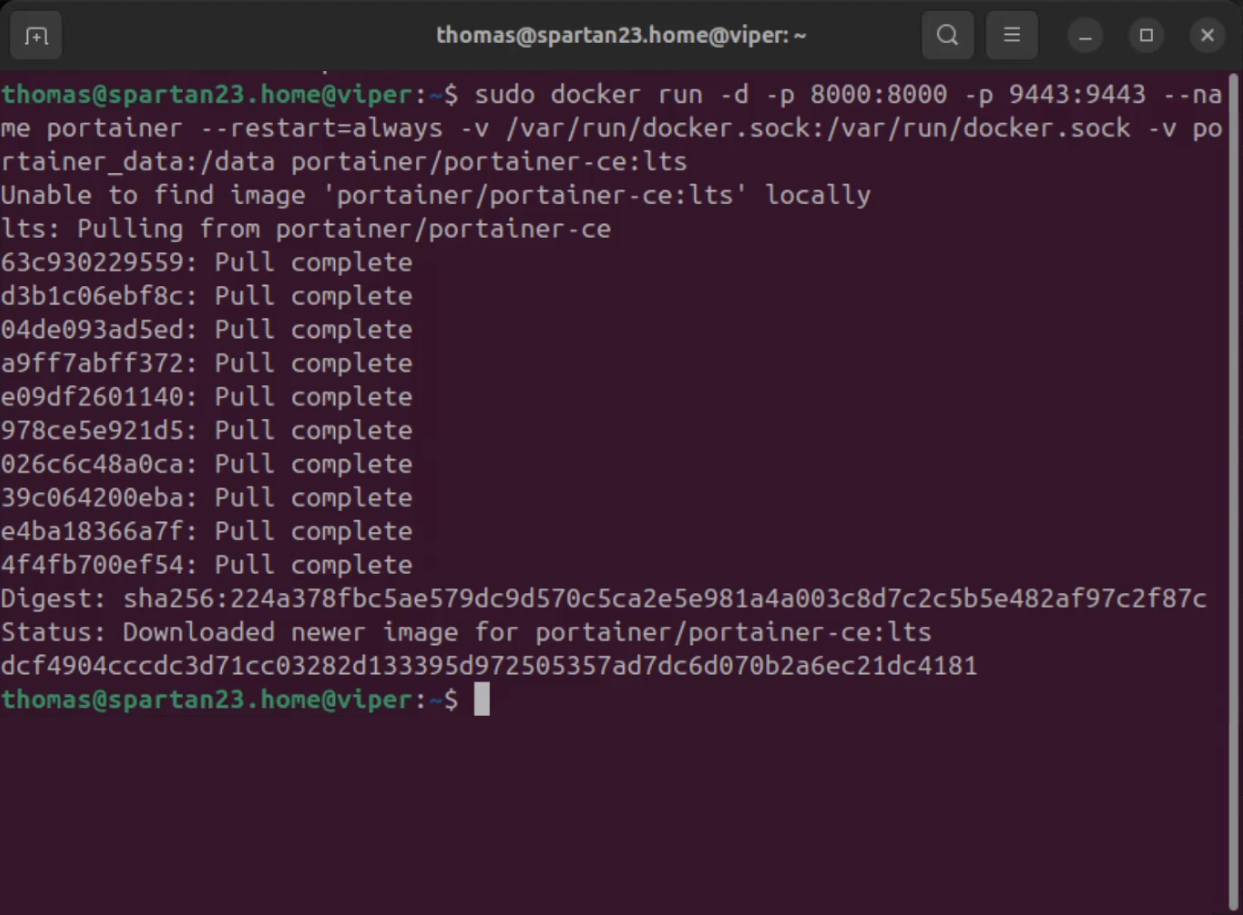 thomas@spartan23.home@viper: ~
thomas@spartan23.home@viper:~$ sudo docker run -d -p 8000:8000 -p 9443:9443 --na
me portainer --restart=always -v /var/run/docker.sock:/var/run/docker.sock -v po
rtainer_data:/data portainer/portainer-ce:lts
Unable to find image 'portainer/portainer-ce:lts' locally
lts: Pulling from portainer/portainer-ce
63c930229559: Pull complete
d3b1c06ebf8c: Pull complete
04de093ad5ed: Pull complete
a9ff7abff372: Pull complete
e09df2601140: Pull complete
978ce5e921d5: Pull complete
026c6c48a0ca: Pull complete
39c064200eba: Pull complete
e4ba18366a7f: Pull complete
4f4fb700ef54: Pull complete
Digest: sha256:224a378fbc5ae579dc9d570c5ca2e5e981a4a003c8d7c2c5b5e482af97c2f87c
Status: Downloaded newer image for portainer/portainer-ce:lts
dcf4904cccdc3d71cc03282d133395d972505357ad7dc6d070b2a6ec21dc4181
thomas@spartan23.home@viper:~$